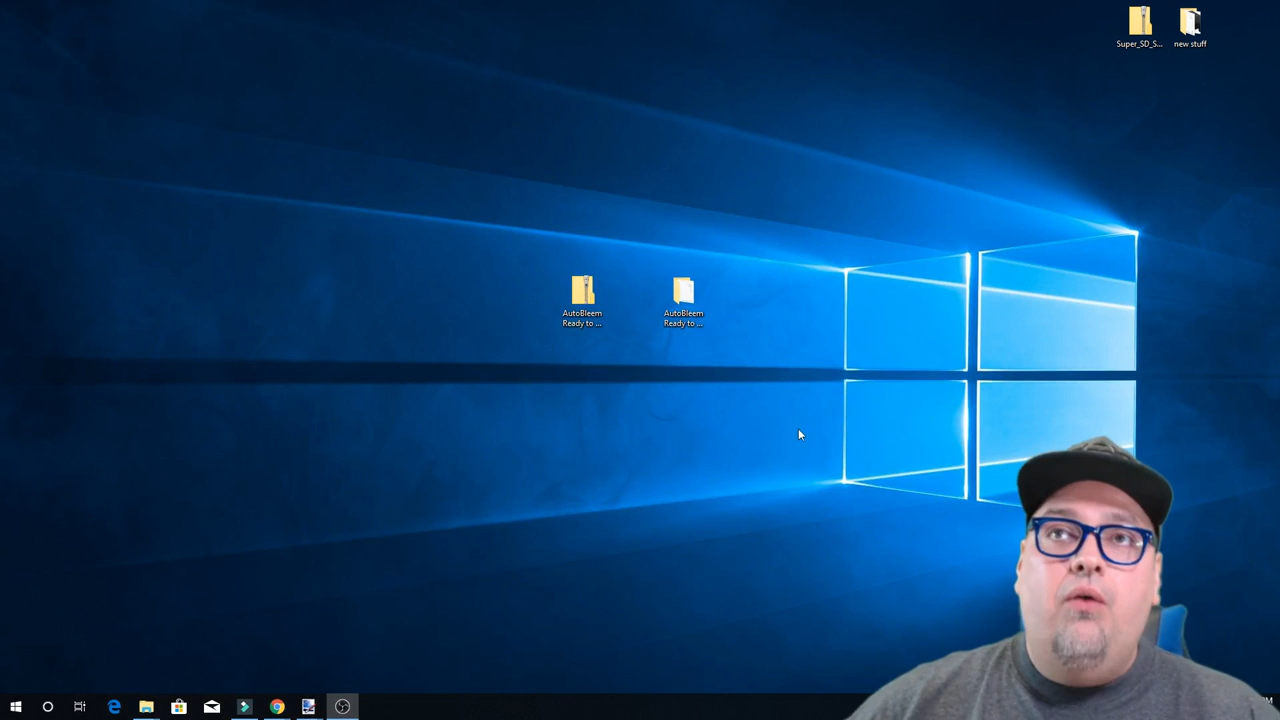 Super_SD_S...
new stuff
AutoBleem
Ready to ...
AutoBleem
Ready to ...